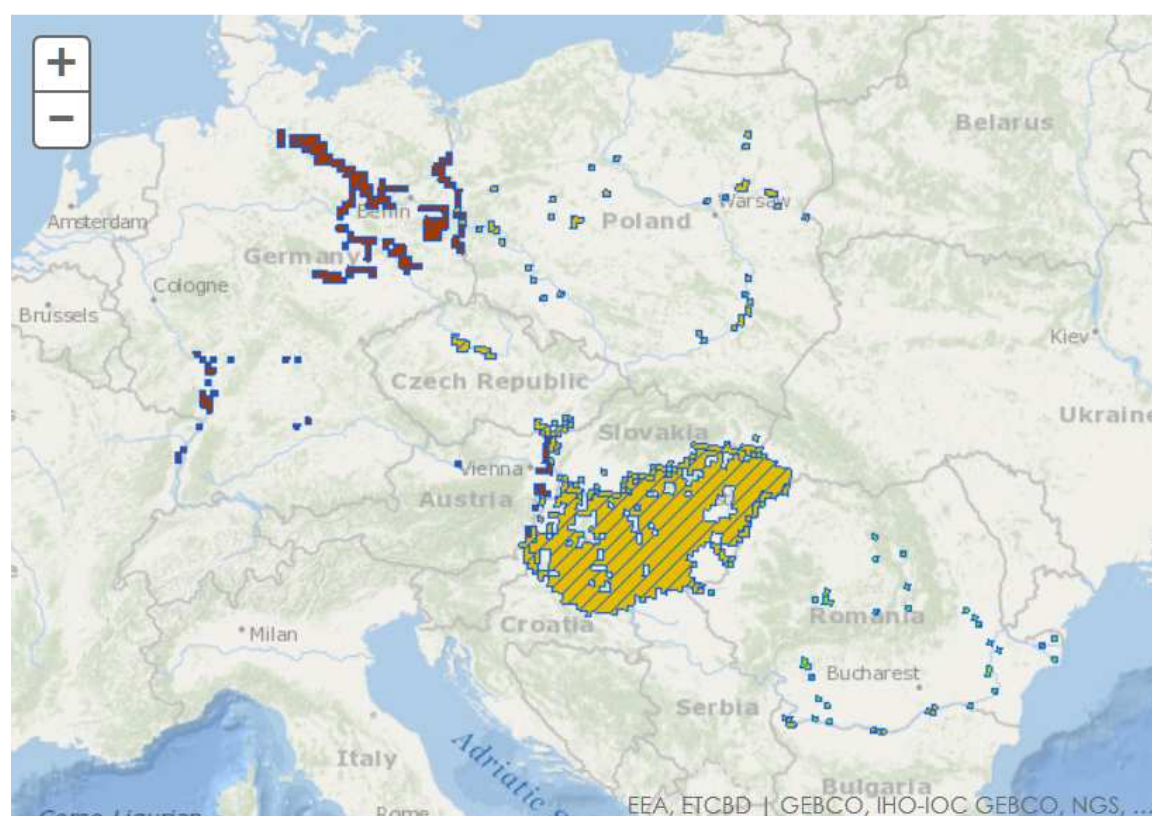 +
−
Belarus
Amsterdam
Berlin
Warsaw
Poland
Germany
Cologne
Brussels
Kiev
Czech Republic
Ukraine
Slovakia
Vienna
Austria
Croatia
Romania
Milan
Bucharest
Serbia
Italy
Adriatic
Bulgaria
Rome
EEA, ETCBD | GEBCO, IHO-IOC GEBCO, NGS, ...